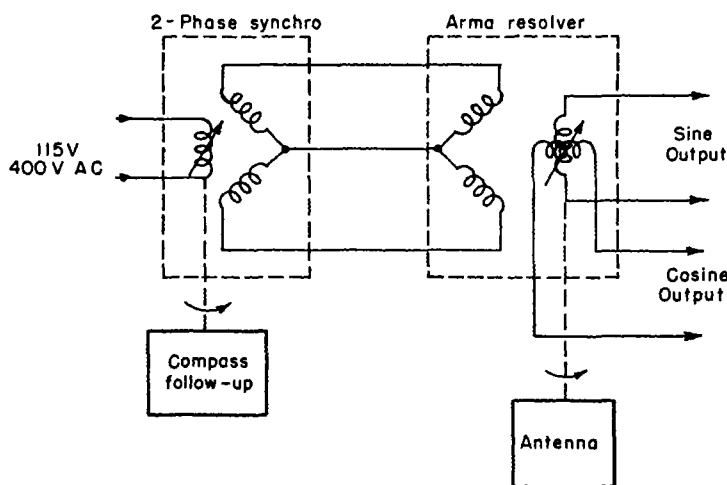 2-Phase synchro
Arma resolver
115V
400V AC
Sine
Output
Cosine
Output
Compass
follow-up
Antenna